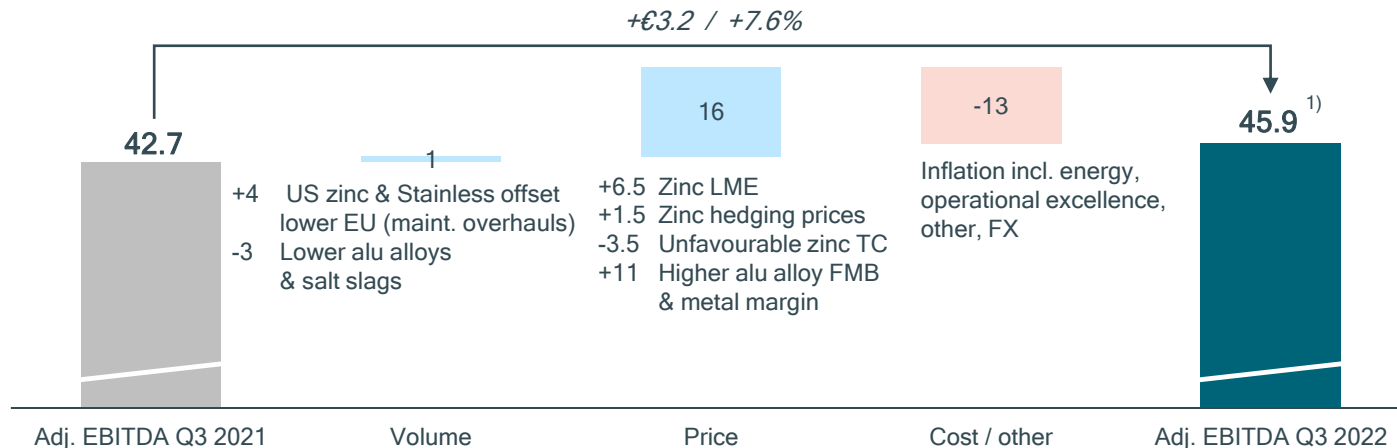 +€3.2 / +7.6%
42.7
1
16
-13
45.9 1)
+4 US zinc & Stainless offset
lower EU (maint. overhauls)
-3 Lower alu alloys
& salt slags
+6.5 Zinc LME
+1.5 Zinc hedging prices
-3.5 Unfavourable zinc TC
+11 Higher alu alloy FMB
& metal margin
Inflation incl. energy,
operational excellence,
other, FX
Adj. EBITDA Q3 2021
Volume
Price
Cost / other
Adj. EBITDA Q3 2022